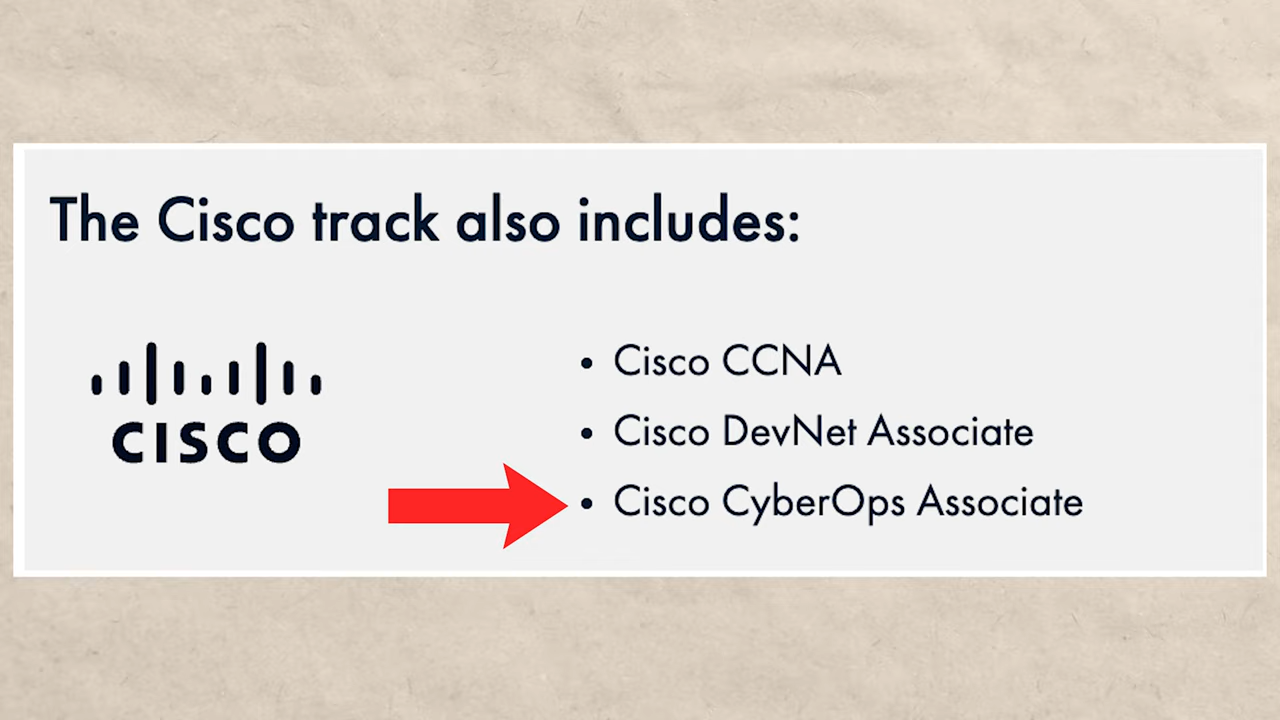 The Cisco track also includes:
CISCO
• Cisco CCNA
• Cisco DevNet Associate
• Cisco CyberOps Associate